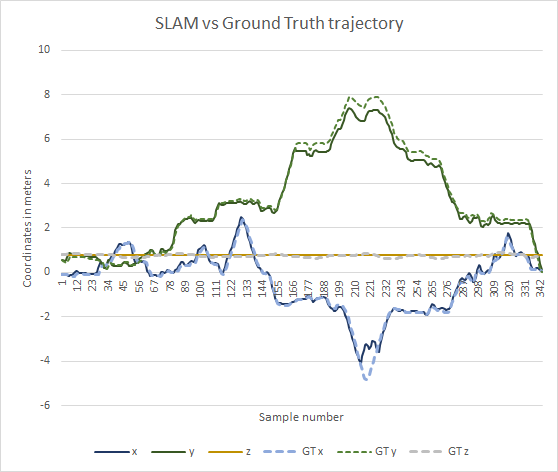 SLAM vs Ground Truth trajectory
10
8
6
4
2
0
-2
-4
-6
Coordinates in meters
1 12 23 34 45 56 67 78 89 100 111 122 133 144 155 166 177 188 199 210 221 232 243 254 265 276 287 298 309 320 331 342
Sample number
x y z GT x GT y GT z